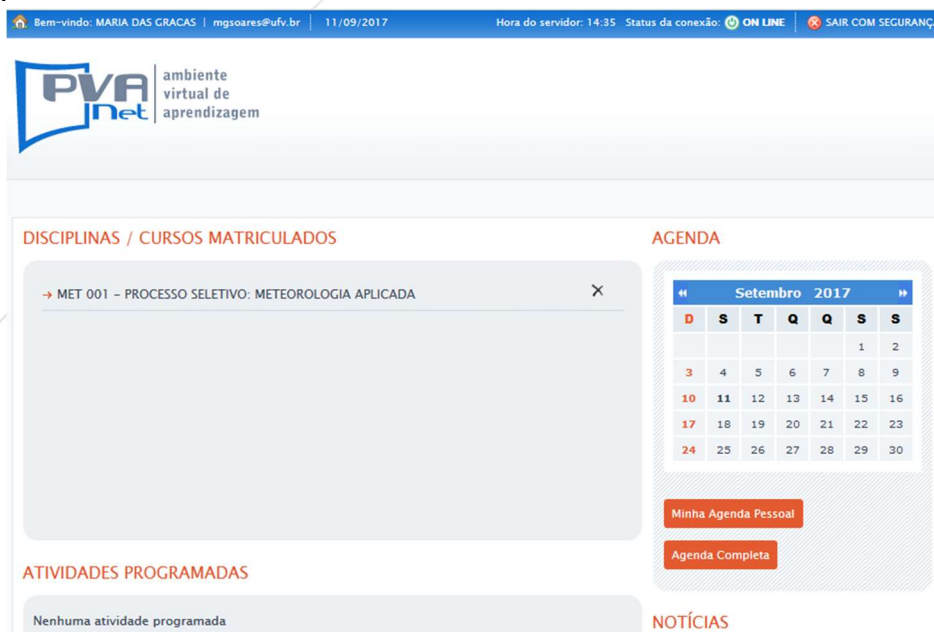 Bem-vindo: MARIA DAS GRACAS | mgsoares@ufv.br 11/09/2017 Hora do servidor: 14:35 Status da conexão: ON LINE SAIR COM SEGURANÇ
PVA Net
ambiente
virtual de
aprendizagem
DISCIPLINAS / CURSOS MATRICULADOS
→ MET 001 – PROCESSO SELETIVO: METEOROLOGIA APLICADA
AGENDA
Setembro 2017
D S T Q Q S S
1 2
3 4 5 6 7 8 9
10 11 12 13 14 15 16
17 18 19 20 21 22 23
24 25 26 27 28 29 30
Minha Agenda Pessoal
Agenda Completa
ATIVIDADES PROGRAMADAS
Nenhuma atividade programada
NOTÍCIAS